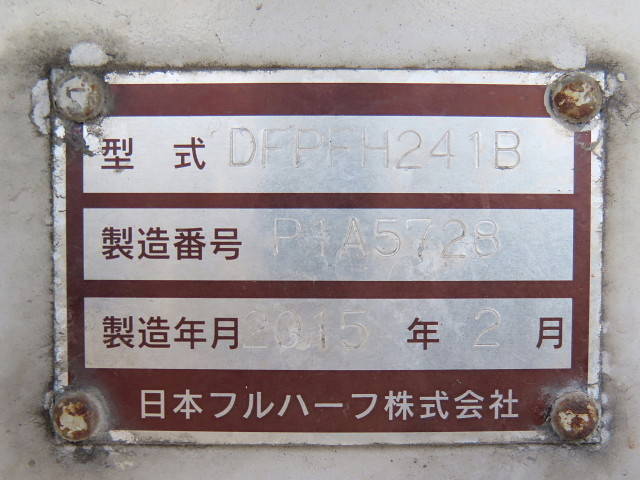 型式 DFPFH241B
製造番号 P1A5728
製造年月 2015 年 2 月
日本フルハーフ株式会社